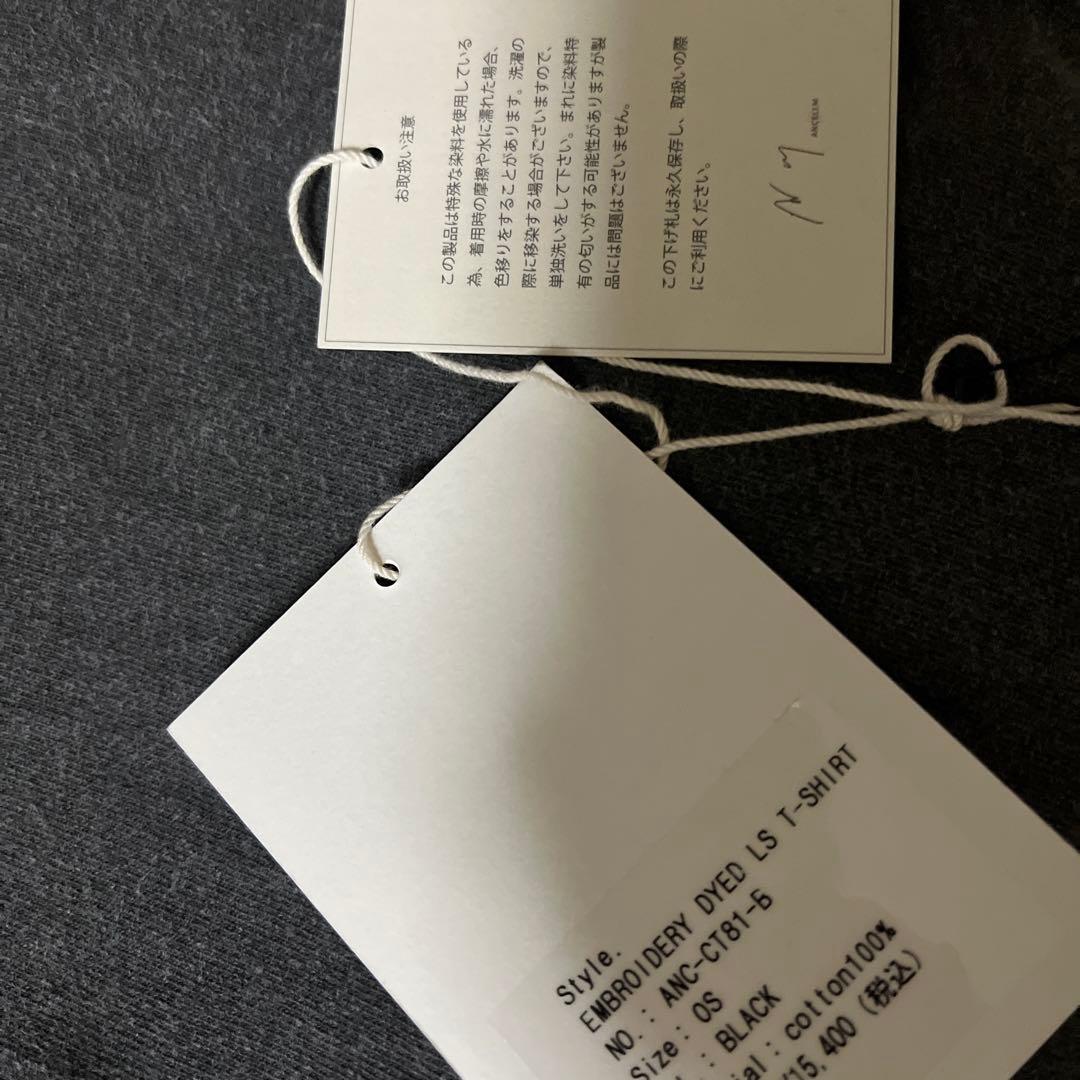 お取扱い注意
この製品は特殊な染料を使用している
為、着用時の摩擦や水に濡れた場合、
色移りをすることがあります。洗濯の
際に移染する場合がございますので、
単独洗いをして下さい。まれに染料特
有の匂いがする可能性がありますが製
品には問題はございません。
この下げ札は永久保存し、取扱いの際
にご利用ください。
ANCELLM
Style.
EMBROIDERY DYED LS T-SHIRT
NO.: ANC-CT81-B
Size: OS
: BLACK
ial: cotton100%
¥15,400 (税込)